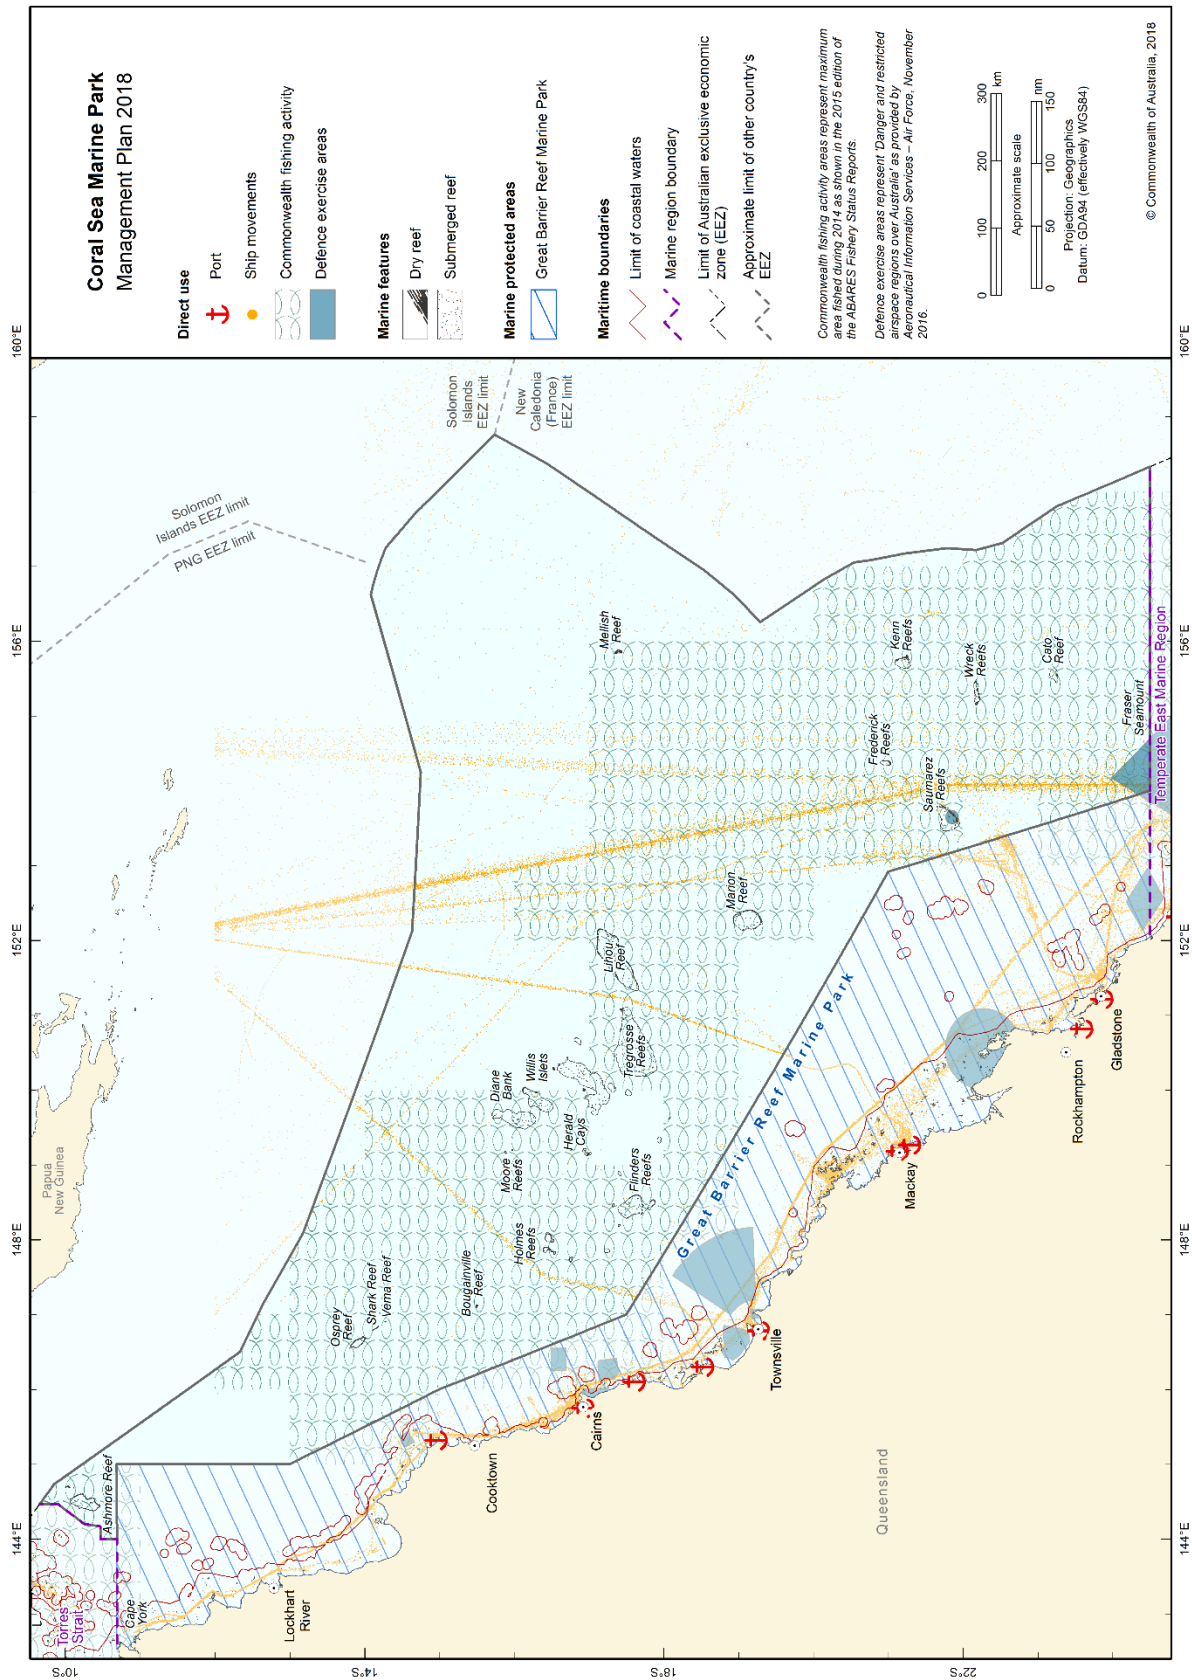 Coral Sea Marine Park
Management Plan 2018
Direct use
Port
Ship movements
Commonwealth fishing activity
Defence exercise areas
Marine features
Dry reef
Submerged reef
Marine protected areas
Great Barrier Reef Marine Park
Maritime boundaries
Limit of coastal waters
Marine region boundary
Limit of Australian exclusive economic
zone (EEZ)
Approximate limit of other country's
EEZ
Commonwealth fishing activity areas represent maximum
area fished during 2014 as shown in the 2015 edition of
the ABARES Fishery Status Reports.
Defence exercise areas represent 'Danger and restricted
airspace regions over Australia' as provided by
Aeronautical Information Services – Air Force, November
2016.
0 100 200 300
km
Approximate scale
0 50 100 150
nm
Projection: Geographics
Datum: GDA94 (effectively WGS84)
© Commonwealth of Australia, 2018
144°E
148°E
152°E
156°E
160°E
144°E
148°E
152°E
156°E
160°E
10°S
14°S
18°S
22°S
Papua
New Guinea
Solomon
Islands EEZ limit
PNG EEZ limit
Solomon
Islands
EEZ limit
New
Caledonia
(France)
EEZ limit
Torres
Strait
Cape
York
Ashmore Reef
Lockhart
River
Osprey
Reef
Shark Reef
Vema Reef
Bougainville
Reef
Holmes
Reefs
Moore
Reefs
Diane
Bank
Willis
Islets
Herald
Cays
Flinders
Reefs
Tregrosse
Reefs
Lihou
Reef
Marion
Reef
Mellish
Reef
Frederick
Reefs
Kenn
Reefs
Saumarez
Reefs
Wreck
Reefs
Cato
Reef
Fraser
Seamount
Temperate East Marine Region
Great Barrier Reef Marine Park
Cooktown
Cairns
Townsville
Mackay
Rockhampton
Gladstone
Queensland